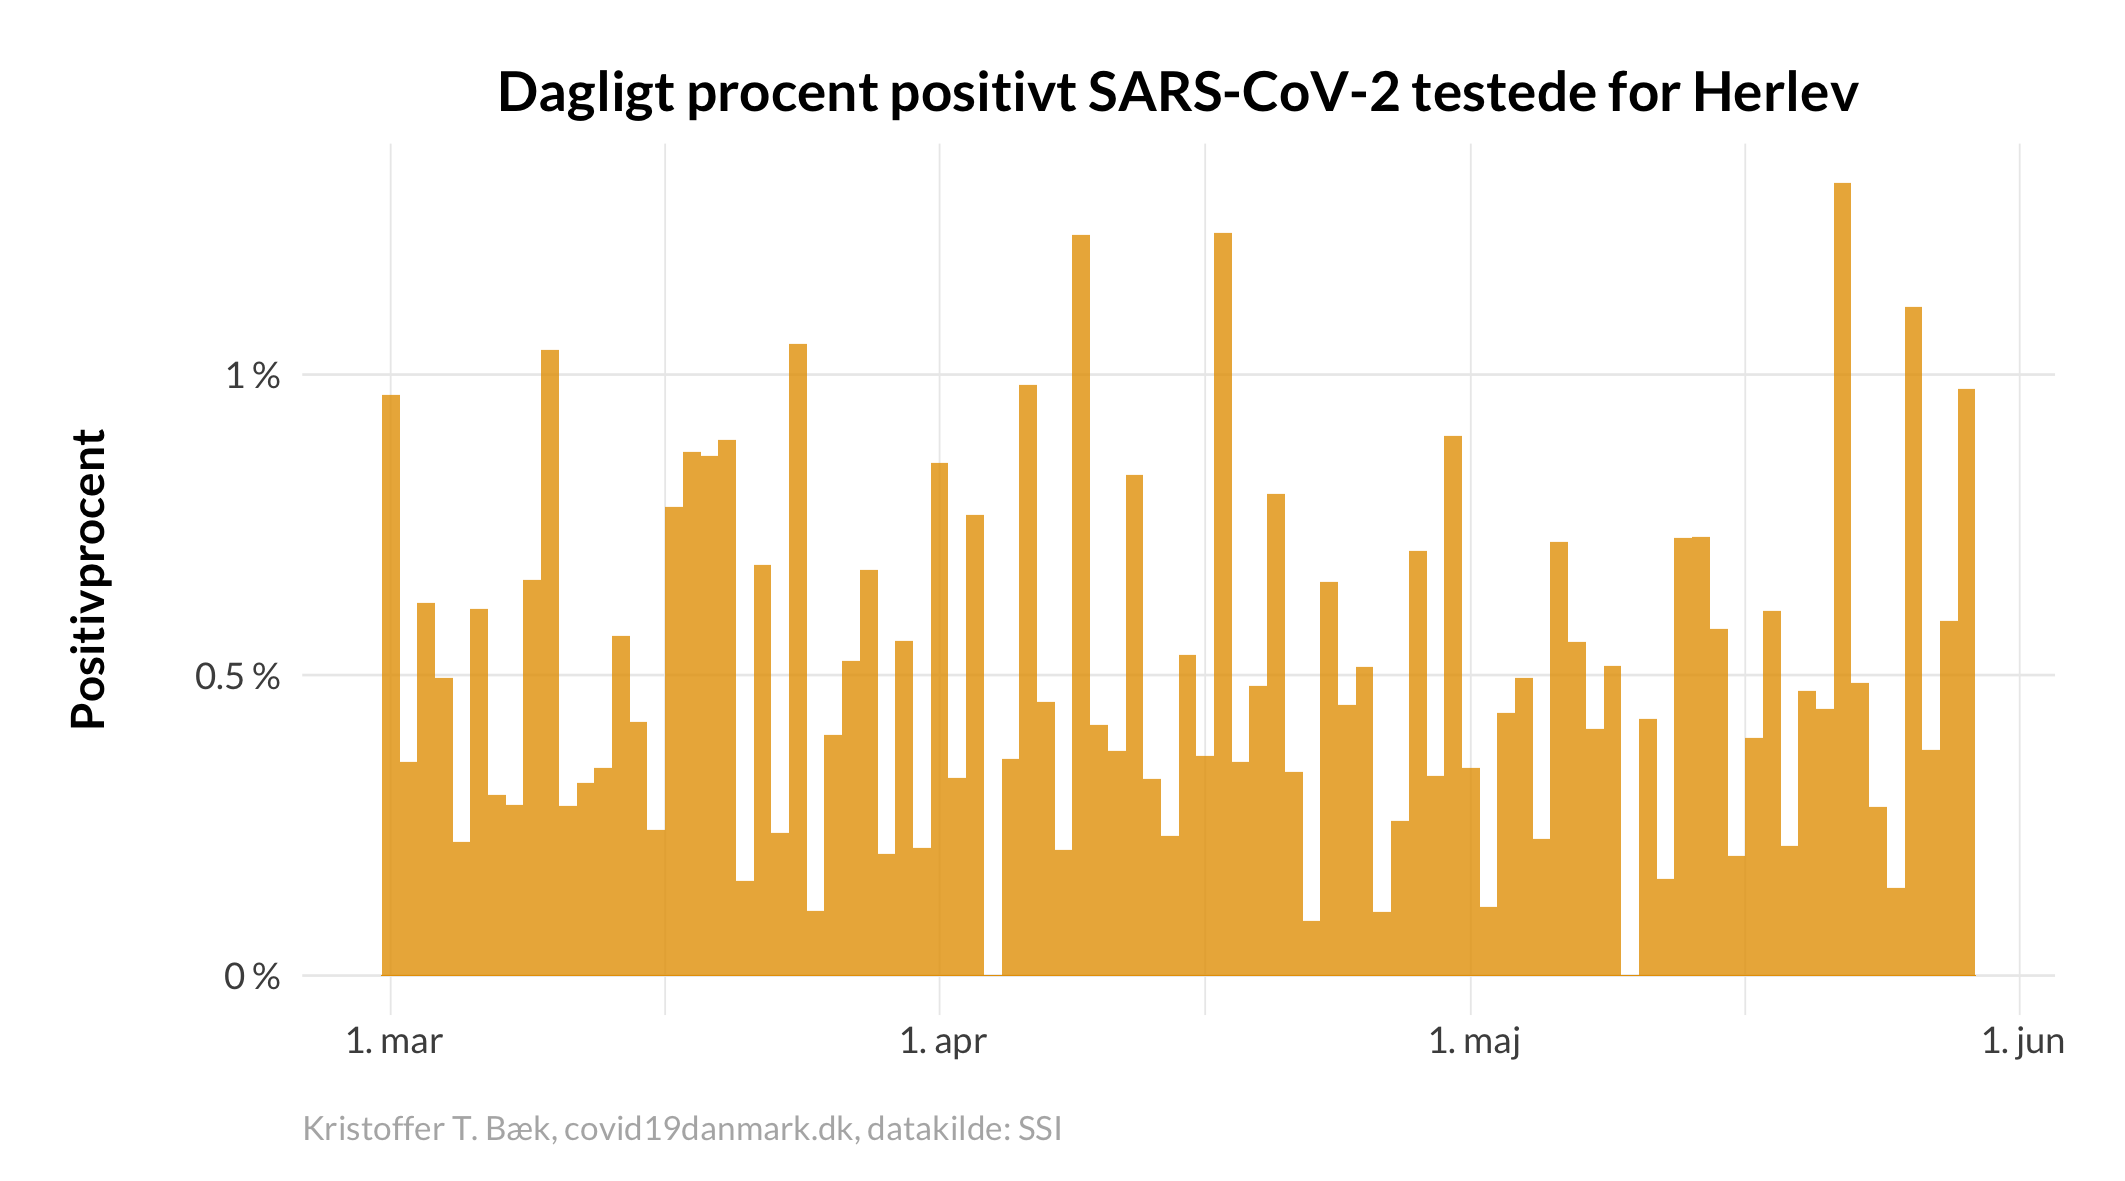 Dagligt procent positivt SARS-CoV-2 testede for Herlev
Positivprocent
1 %
0.5 %
0 %
1. mar
1. apr
1. maj
1. jun
Kristoffer T. Bæk, covid19danmark.dk, datakilde: SSI